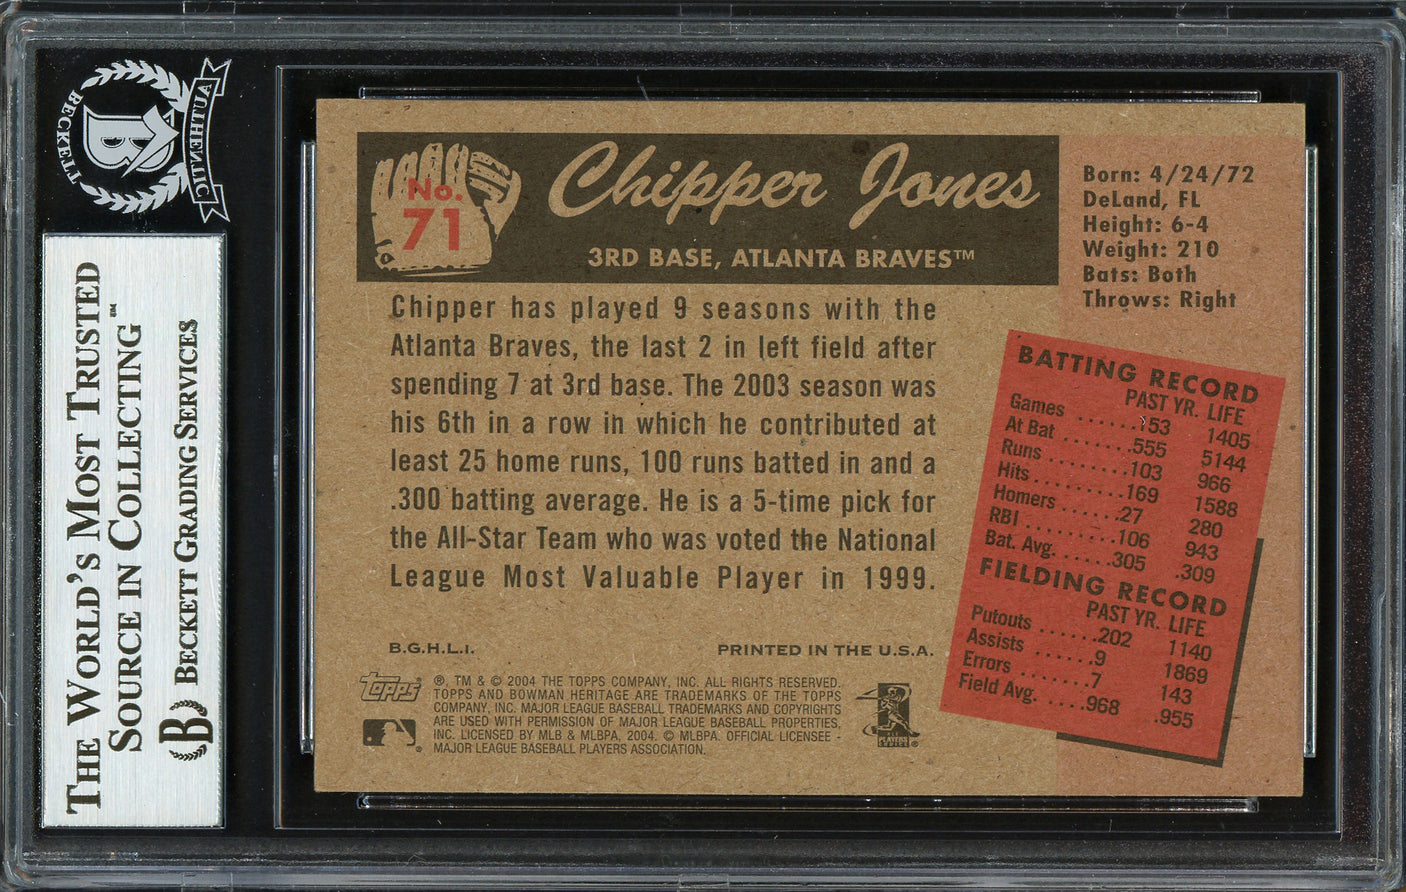 BECKETT
AUTHENTIC
B
THE WORLD'S MOST TRUSTED
SOURCE IN COLLECTING™
B BECKETT GRADING SERVICES
No.
71
Chipper Jones
3RD BASE, ATLANTA BRAVES™
Born: 4/24/72
DeLand, FL
Height: 6-4
Weight: 210
Bats: Both
Throws: Right
Chipper has played 9 seasons with the
Atlanta Braves, the last 2 in left field after
spending 7 at 3rd base. The 2003 season was
his 6th in a row in which he contributed at
least 25 home runs, 100 runs batted in and a
.300 batting average. He is a 5-time pick for
the All-Star Team who was voted the National
League Most Valuable Player in 1999.
BATTING RECORD
PAST YR. LIFE
Games .......153 1405
At Bat .......555 5144
Runs ........103 966
Hits .........169 1588
Homers ......27 280
RBI .........106 943
Bat. Avg. .....305 .309
FIELDING RECORD
PAST YR. LIFE
Putouts ......202 1140
Assists ......9 1869
Errors .......7 143
Field Avg. ....968 .955
B.G.H.L.I. PRINTED IN THE U.S.A.
topps
®, TM & © 2004 THE TOPPS COMPANY, INC. ALL RIGHTS RESERVED.
TOPPS AND BOWMAN HERITAGE ARE TRADEMARKS OF THE TOPPS
COMPANY, INC. MAJOR LEAGUE BASEBALL TRADEMARKS AND COPYRIGHTS
ARE USED WITH PERMISSION OF MAJOR LEAGUE BASEBALL PROPERTIES,
INC. LICENSED BY MLB & MLBPA, 2004. © MLBPA. OFFICIAL LICENSEE -
MAJOR LEAGUE BASEBALL PLAYERS ASSOCIATION.
PLAYERS
CHOICE